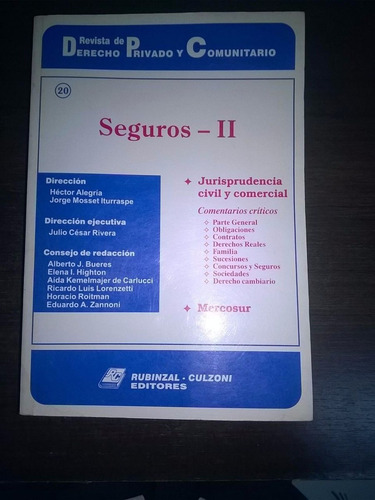 Revista de
DERECHO PRIVADO Y COMUNITARIO
20
Seguros – II
Dirección
Héctor Alegría
Jorge Mosset Iturraspe
Dirección ejecutiva
Julio César Rivera
Consejo de redacción
Alberto J. Bueres
Elena I. Highton
Aída Kemelmajer de Carlucci
Ricardo Luis Lorenzetti
Horacio Roitman
Eduardo A. Zannoni
Jurisprudencia
civil y comercial
Comentarios críticos
Parte General
Obligaciones
Contratos
Derechos Reales
Familia
Sucesiones
Concursos y Seguros
Sociedades
Derecho cambiario
Mercosur
RC
RUBINZAL - CULZONI
EDITORES